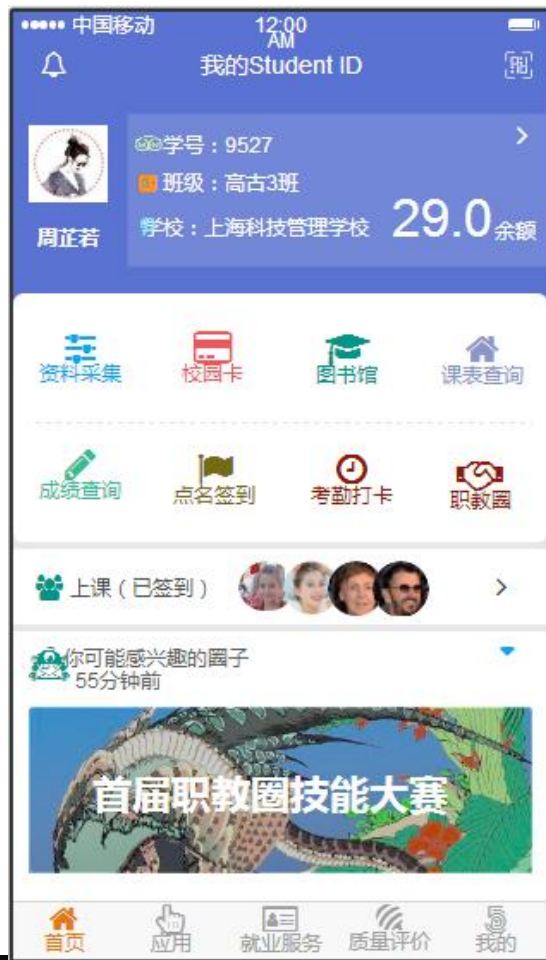 中国移动
12:00 AM
我的Student ID
学号：9527
班级：高古3班
学校：上海科技管理学校
29.0 余额
周芷若
资料采集 校园卡 图书馆 课表查询
成绩查询 点名签到 考勤打卡 职教圈
上课（已签到）
你可能感兴趣的圈子
55分钟前
首届职教圈技能大赛
首页 应用 就业服务 质量评价 我的